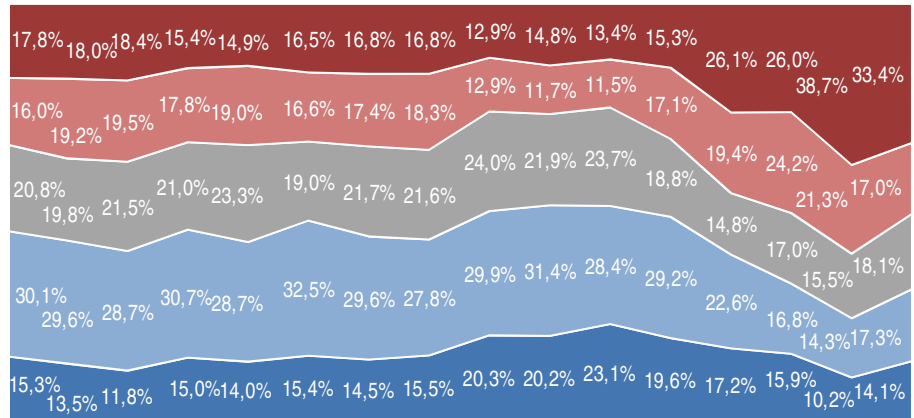 17,8% 18,0% 18,4% 15,4% 14,9% 16,5% 16,8% 16,8% 12,9% 14,8% 13,4% 15,3% 26,1% 26,0% 38,7% 33,4%
16,0% 19,2% 19,5% 17,8% 19,0% 16,6% 17,4% 18,3% 12,9% 11,7% 11,5% 17,1% 19,4% 24,2% 21,3% 17,0%
20,8% 19,8% 21,5% 21,0% 23,3% 19,0% 21,7% 21,6% 24,0% 21,9% 23,7% 18,8% 14,8% 17,0% 15,5% 18,1%
30,1% 29,6% 28,7% 30,7% 28,7% 32,5% 29,6% 27,8% 29,9% 31,4% 28,4% 29,2% 22,6% 16,8% 14,3% 17,3%
15,3% 13,5% 11,8% 15,0% 14,0% 15,4% 14,5% 15,5% 20,3% 20,2% 23,1% 19,6% 17,2% 15,9% 10,2% 14,1%